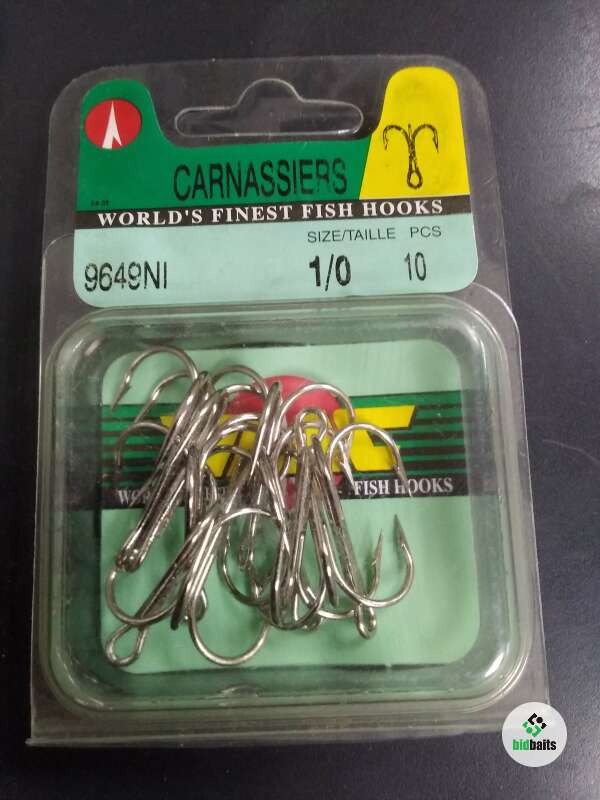 CARNASSIERS
WORLD'S FINEST FISH HOOKS
SIZE/TAILLE PCS
9649NI 1/0 10
FISH HOOKS
bidbaits